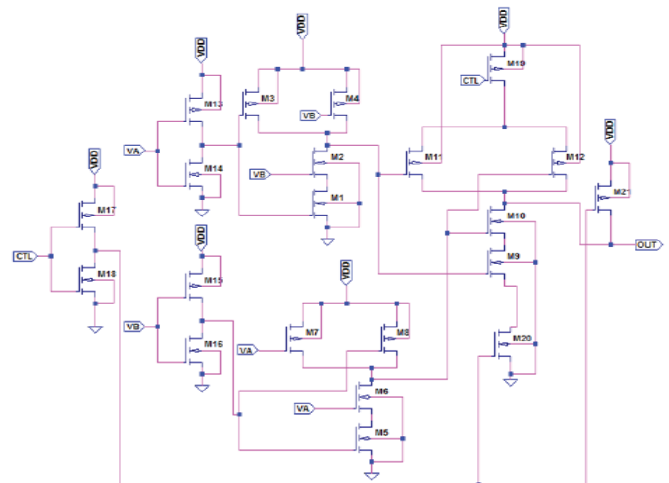 VDD
VDD
VDD
M19
CTL
M3
M4
M13
VB
VDD
VA
M2
M11
M12
M14
VB
VDD
M21
M1
M10
M17
VDD
OUT
CTL
M9
M18
M15
VDD
VB
M7
M8
M16
VA
M20
M6
VA
M5